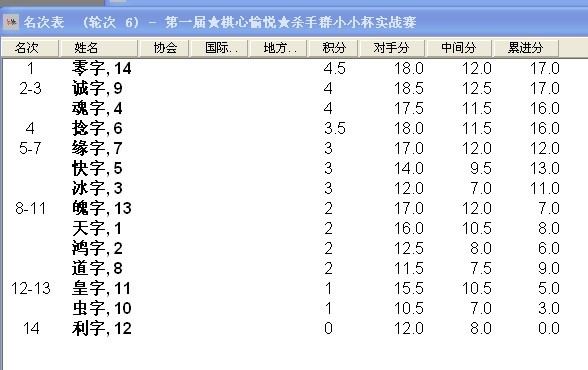 名次表 (轮次 6) - 第一届★棋心愉悦★杀手群小小杯实战赛
名次 姓名 协会 国际.. 地方.. 积分 对手分 中间分 累进分
1 零字, 14 4.5 18.0 12.0 17.0
2-3 诚字, 9 4 18.5 12.5 17.0
魂字, 4 4 17.5 11.5 16.0
4 捻字, 6 3.5 18.0 11.5 16.0
5-7 缘字, 7 3 17.0 12.0 12.0
快字, 5 3 14.0 9.5 13.0
冰字, 3 3 12.0 7.0 11.0
8-11 魄字, 13 2 17.0 12.0 7.0
天字, 1 2 16.0 10.5 8.0
鸿字, 2 2 12.5 8.0 6.0
道字, 8 2 11.5 7.5 9.0
12-13 皇字, 11 1 15.5 10.5 5.0
虫字, 10 1 10.5 7.0 3.0
14 利字, 12 0 12.0 8.0 0.0